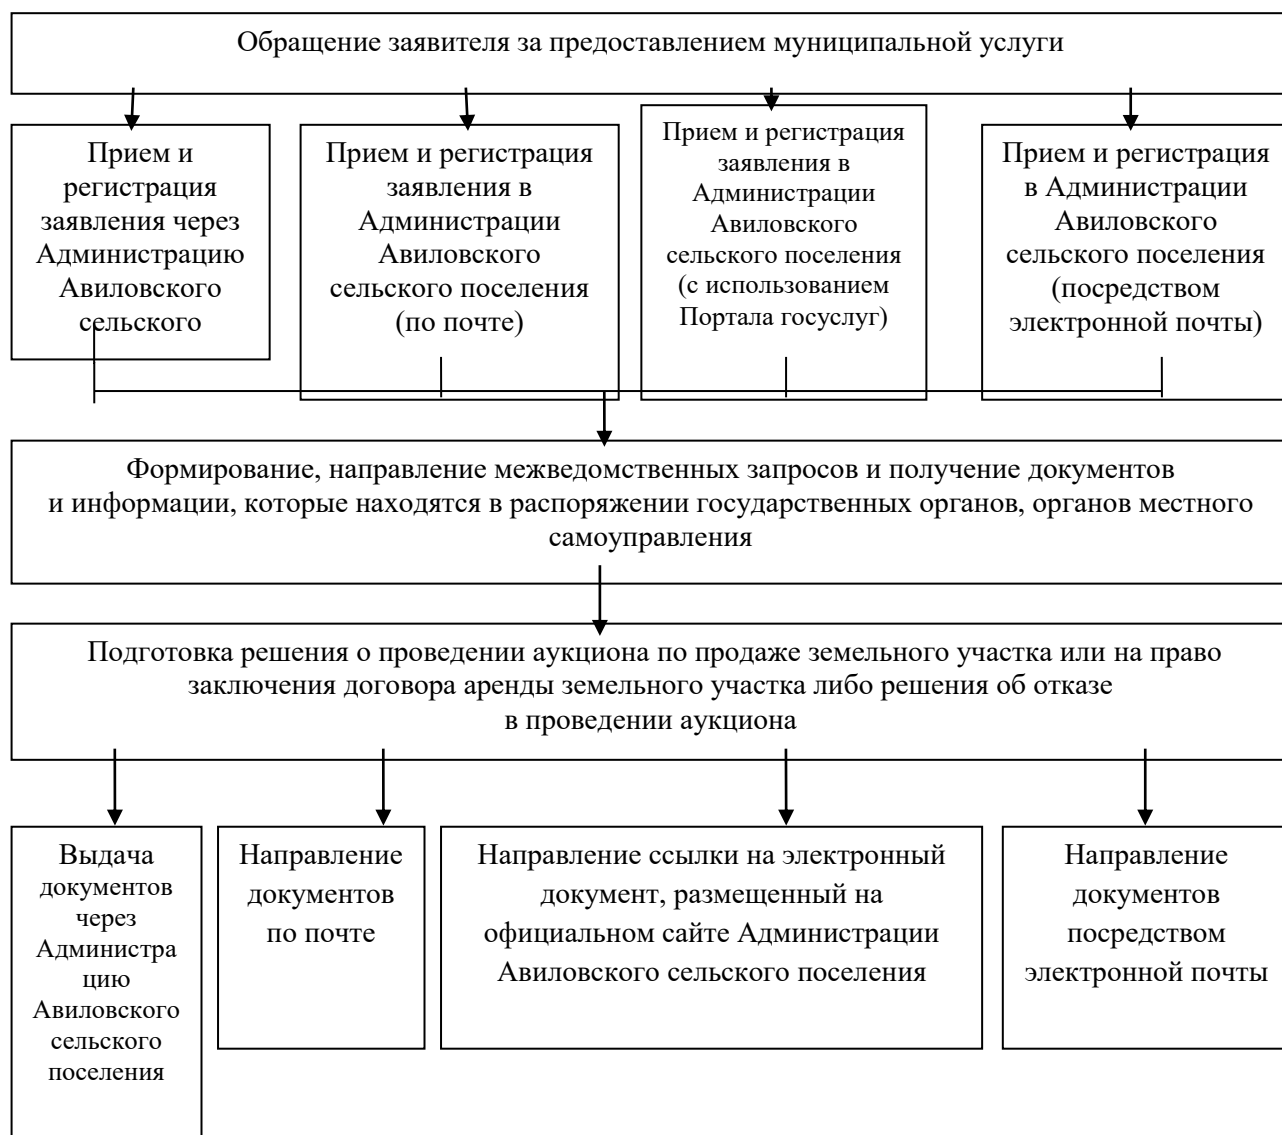 Обращение заявителя за предоставлением муниципальной услуги
Прием и
регистрация
заявления через
Администрацию
Авиловского
сельского
Прием и регистрация
заявления в
Администрации
Авиловского
сельского поселения
(по почте)
Прием и регистрация
заявления в
Администрации
Авиловского
сельского поселения
(с использованием
Портала госуслуг)
Прием и регистрация
в Администрации
Авиловского
сельского поселения
(посредством
электронной почты)
Формирование, направление межведомственных запросов и получение документов
и информации, которые находятся в распоряжении государственных органов, органов местного
самоуправления
Подготовка решения о проведении аукциона по продаже земельного участка или на право
заключения договора аренды земельного участка либо решения об отказе
в проведении аукциона
Выдача
документов
через
Администра
цию
Авиловского
сельского
поселения
Направление
документов
по почте
Направление ссылки на электронный
документ, размещенный на
официальном сайте Администрации
Авиловского сельского поселения
Направление
документов
посредством
электронной почты